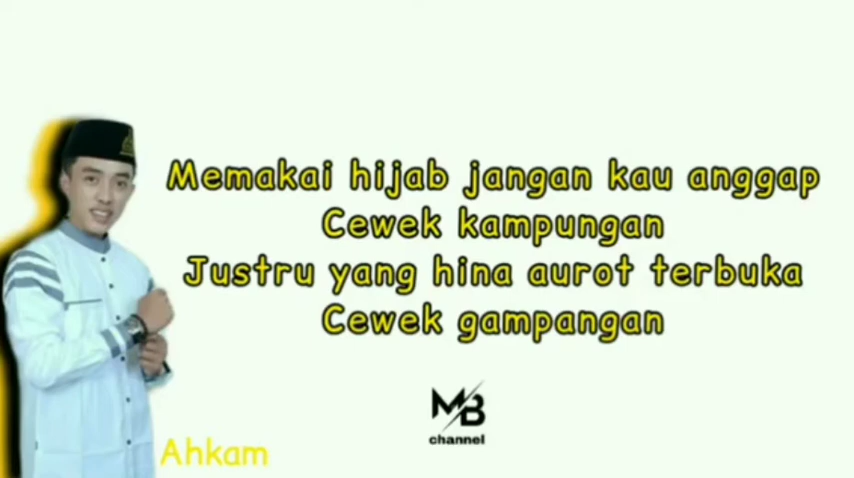 Memakai hijab jangan kau anggap
Cewek kampungan
Justru yang hina aurot terbuka
Cewek gampangan
MB
channel
Ahkam